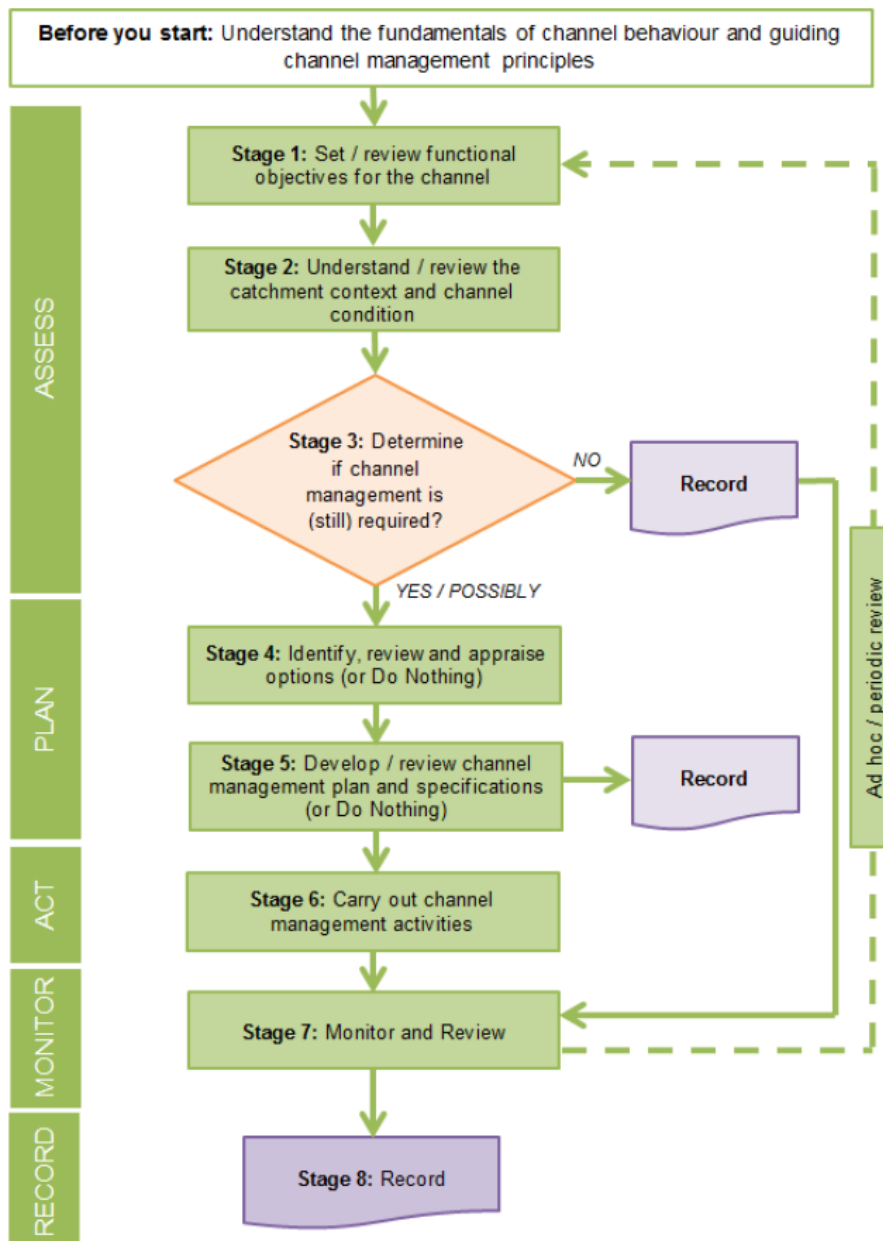 Before you start: Understand the fundamentals of channel behaviour and guiding
channel management principles
ASSESS
Stage 1: Set / review functional
objectives for the channel
Stage 2: Understand / review the
catchment context and channel
condition
Stage 3: Determine
if channel
management is
(still) required?
NO
Record
YES / POSSIBLY
Ad hoc / periodic review
PLAN
Stage 4: Identify, review and appraise
options (or Do Nothing)
Stage 5: Develop / review channel
management plan and specifications
(or Do Nothing)
Record
ACT
Stage 6: Carry out channel
management activities
MONITOR
Stage 7: Monitor and Review
RECORD
Stage 8: Record